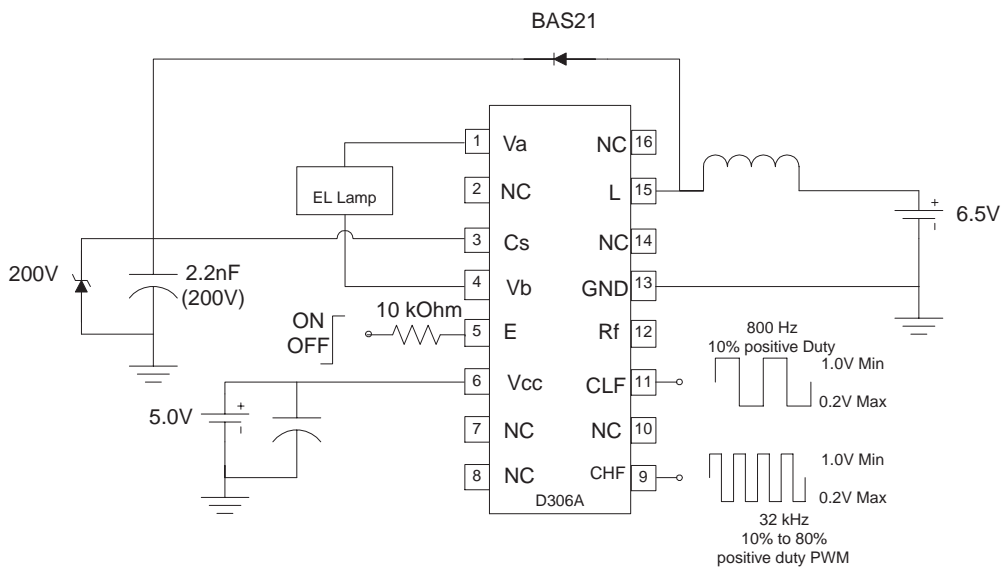 BAS21
1
Va
NC
16
2
NC
L
15
EL Lamp
3
Cs
NC
14
4
Vb
GND
13
5
E
Rf
12
6
Vcc
CLF
11
7
NC
NC
10
8
NC
CHF
9
D306A
200V
2.2nF
(200V)
ON
OFF
10 kOhm
5.0V
+
-
+
-
6.5V
800 Hz
10% positive Duty
1.0V Min
0.2V Max
1.0V Min
0.2V Max
32 kHz
10% to 80%
positive duty PWM